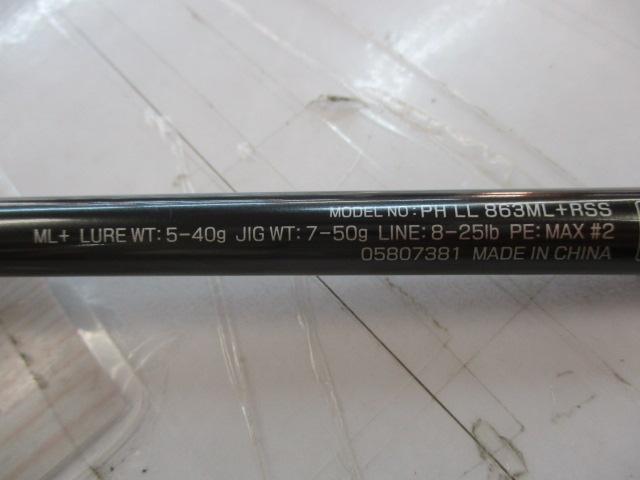 MODEL NO: PH LL 863ML+RSS
ML+ LURE WT: 5-40g JIG WT: 7-50g LINE: 8-25lb PE: MAX #2
05807381 MADE IN CHINA